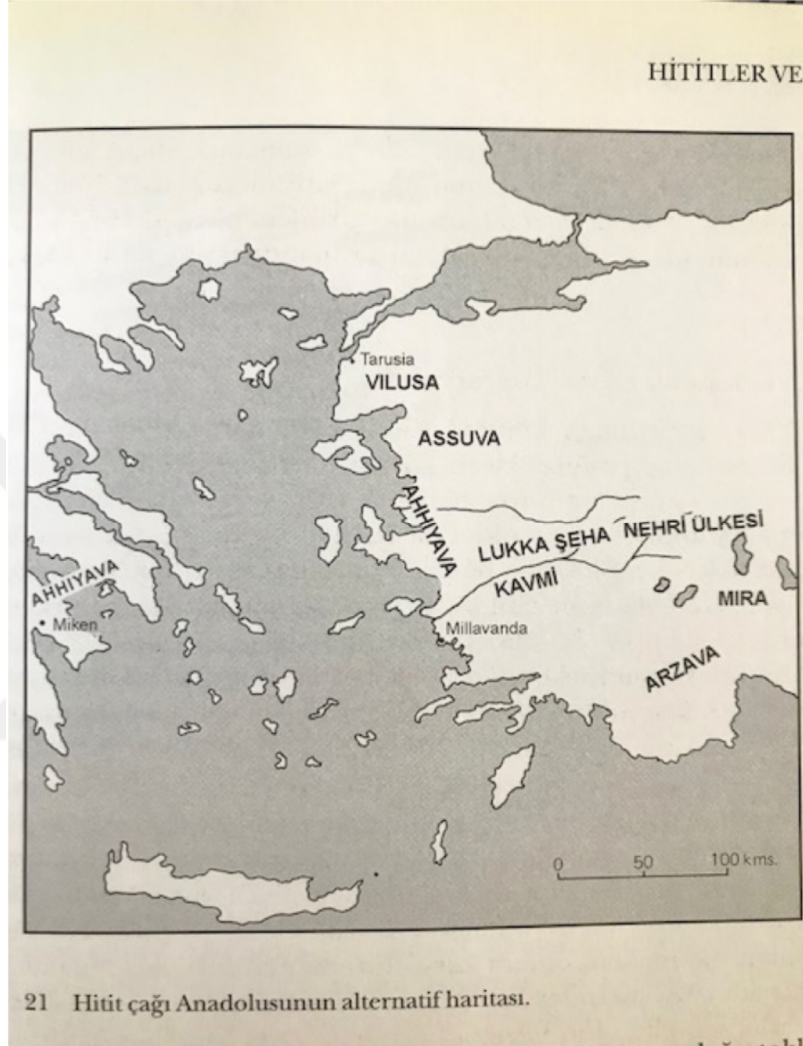 HİTİTLER VE
Tarusia
VILUSA
ASSUVA
AHHIYAVA
LUKKA ŞEHA NEHRİ ÜLKESİ
KAVMİ
AHHIYAVA
Miken
MIRA
Millavanda
ARZAVA
0 50 100 kms.
21 Hitit çağı Anadolusunun alternatif haritası.